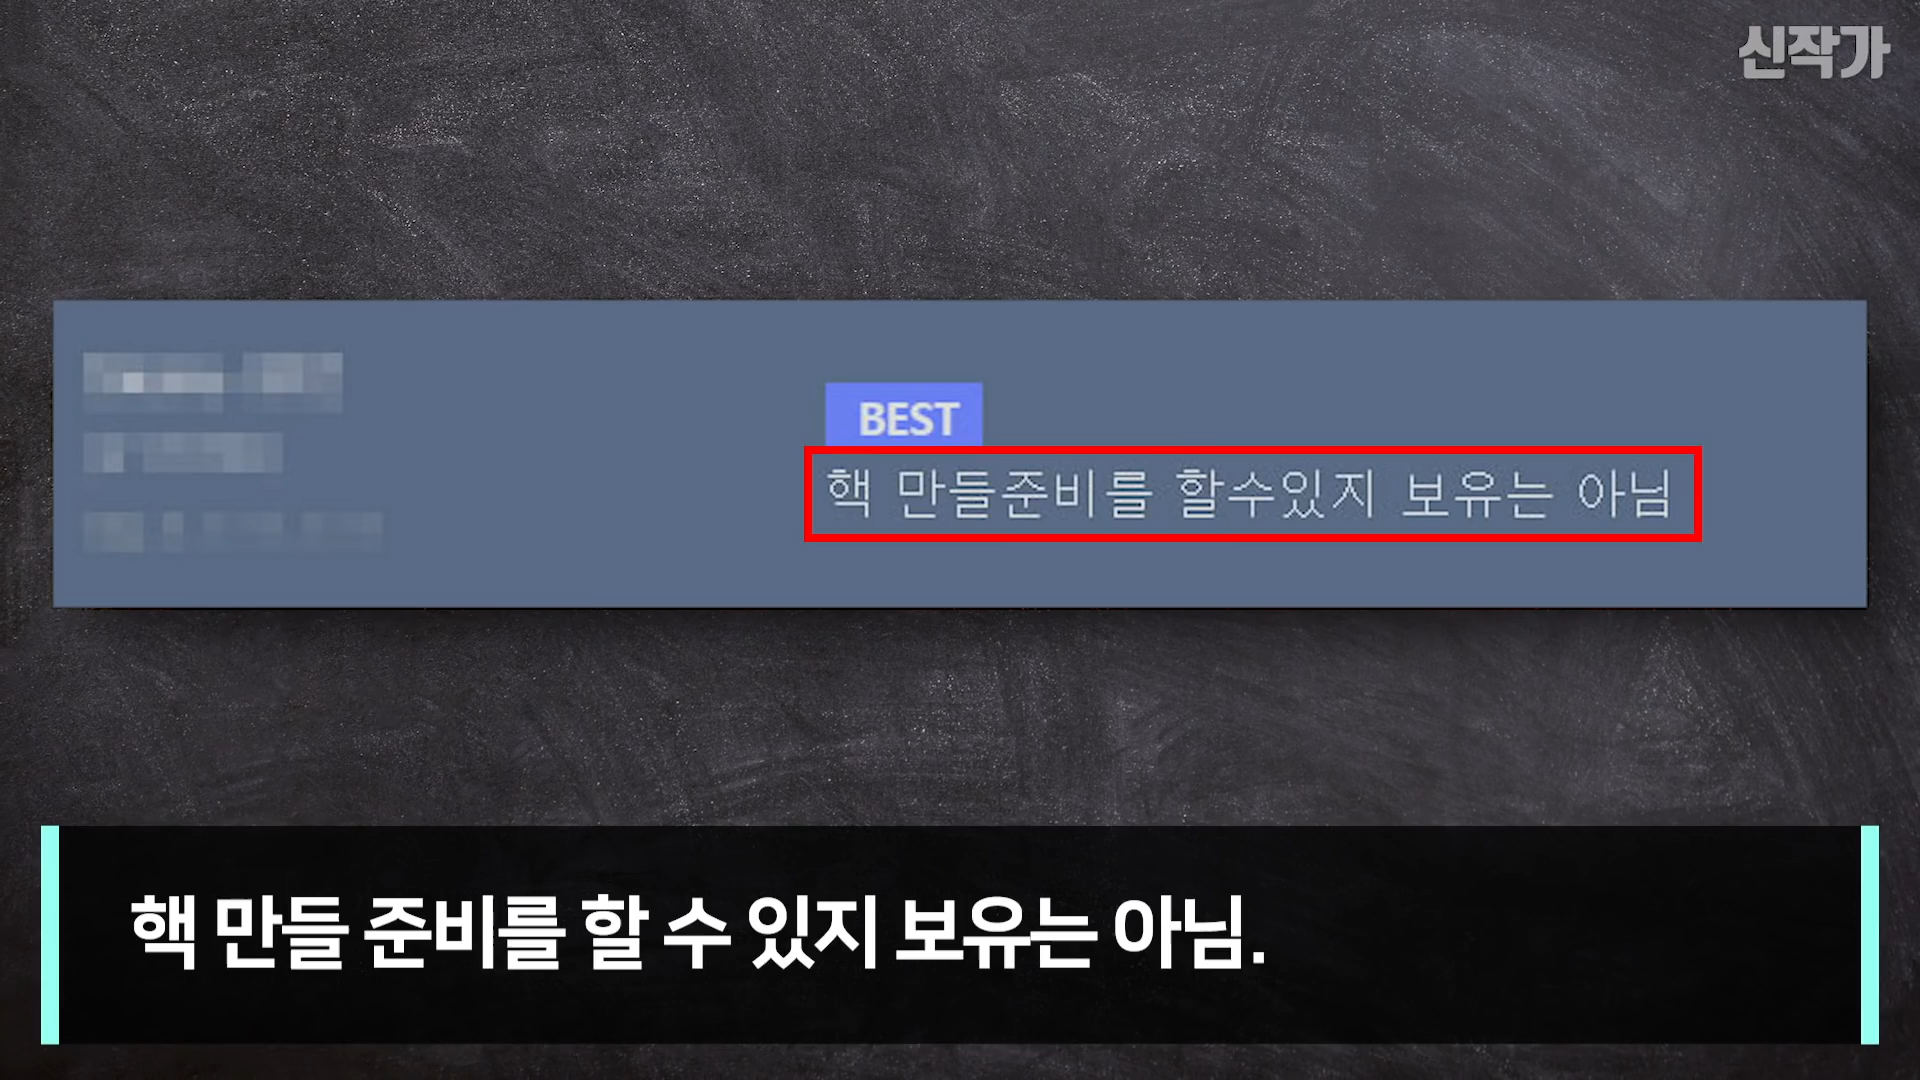 신작가
BEST
핵 만들준비를 할수있지 보유는 아님
핵 만들 준비를 할 수 있지 보유는 아님.